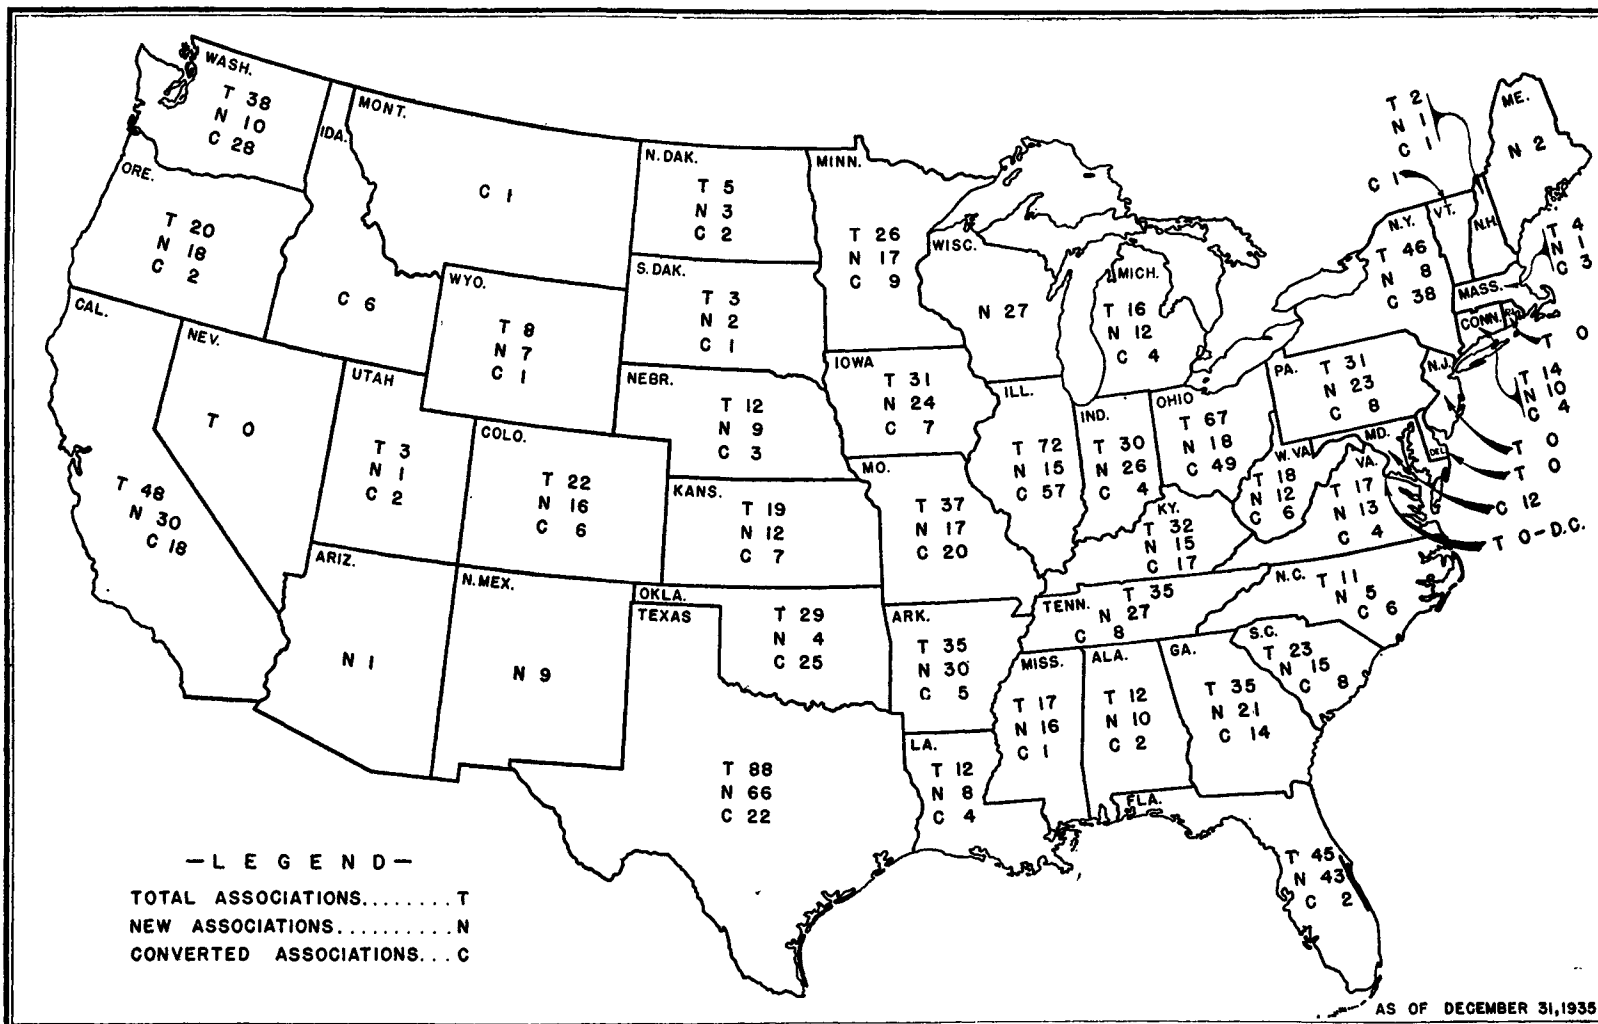 WASH.
T 38
N 10
C 28
ORE.
T 20
N 18
C 2
CAL.
T 48
N 30
C 18
NEV.
T 0
IDA.
C 6
MONT.
C 1
WYO.
T 8
N 7
C 1
UTAH
T 3
N 1
C 2
COLO.
T 22
N 16
C 6
ARIZ.
N 1
N.MEX.
N 9
N. DAK.
T 5
N 3
C 2
S. DAK.
T 3
N 2
C 1
NEBR.
T 12
N 9
C 3
KANS.
T 19
N 12
C 7
OKLA.
T 29
N 4
C 25
TEXAS
T 88
N 66
C 22
MINN.
T 26
N 17
C 9
IOWA
T 31
N 24
C 7
MO.
T 37
N 17
C 20
ARK.
T 35
N 30
C 5
LA.
T 12
N 8
C 4
WISC.
N 27
MICH.
T 16
N 12
C 4
ILL.
T 72
N 15
C 57
IND.
T 30
N 26
C 4
OHIO
T 67
N 18
C 49
KY.
T 32
N 15
C 17
TENN.
T 35
N 27
C 8
MISS.
T 17
N 16
C 1
ALA.
T 12
N 10
C 2
GA.
T 35
N 21
C 14
FLA.
T 45
N 43
C 2
S.C.
T 23
N 15
C 8
N.C.
T 11
N 5
C 6
VA.
T 17
N 13
C 4
W. VA.
T 18
N 12
C 6
PA.
T 31
N 23
C 8
N.Y.
T 46
N 8
C 38
VT.
C 1
N.H.
T 2
N 1
C 1
ME.
N 2
MASS.
T 4
N 1
C 3
R.I.
T 0
CONN.
T 14
N 10
C 4
N.J.
T 0
DEL.
T 0
MD.
C 12
T 0-D.C.
—LEGEND—
TOTAL ASSOCIATIONS........T
NEW ASSOCIATIONS..........N
CONVERTED ASSOCIATIONS...C
AS OF DECEMBER 31,1935